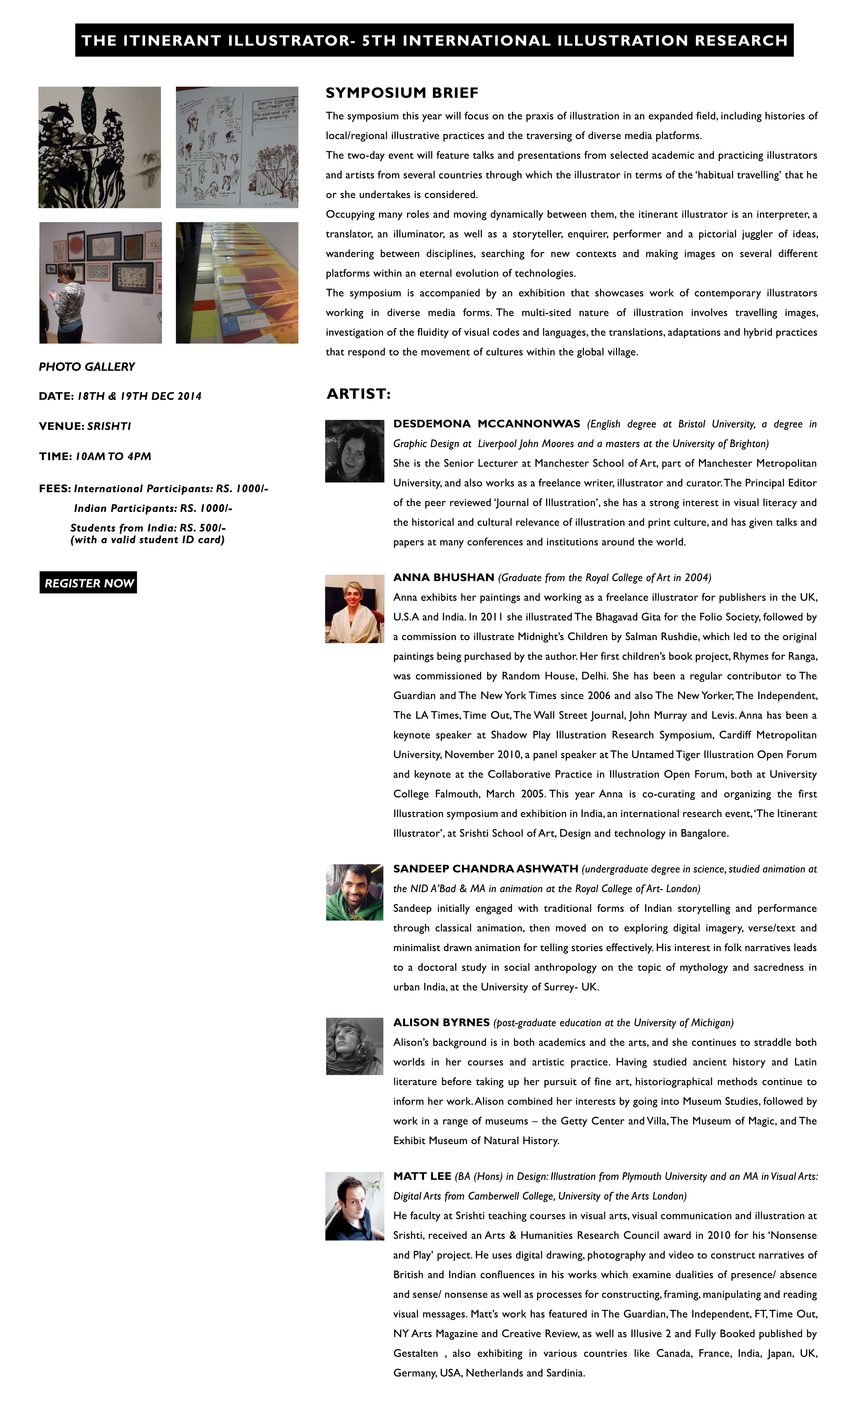 THE ITINERANT ILLUSTRATOR- 5TH INTERNATIONAL ILLUSTRATION RESEARCH
PHOTO GALLERY
DATE: 18TH & 19TH DEC 2014
VENUE: SRISHTI
TIME: 10AM TO 4PM
FEES: International Participants: RS. 1000/-
Indian Participants: RS. 1000/-
Students from India: RS. 500/-
(with a valid student ID card)
REGISTER NOW
SYMPOSIUM BRIEF
The symposium this year will focus on the praxis of illustration in an expanded field, including histories of
local/regional illustrative practices and the traversing of diverse media platforms.
The two-day event will feature talks and presentations from selected academic and practicing illustrators
and artists from several countries through which the illustrator in terms of the ‘habitual travelling’ that he
or she undertakes is considered.
Occupying many roles and moving dynamically between them, the itinerant illustrator is an interpreter, a
translator, an illuminator, as well as a storyteller, enquirer, performer and a pictorial juggler of ideas,
wandering between disciplines, searching for new contexts and making images on several different
platforms within an eternal evolution of technologies.
The symposium is accompanied by an exhibition that showcases work of contemporary illustrators
working in diverse media forms. The multi-sited nature of illustration involves travelling images,
investigation of the fluidity of visual codes and languages, the translations, adaptations and hybrid practices
that respond to the movement of cultures within the global village.
ARTIST:
DESDEMONA MCCANNONWAS (English degree at Bristol University, a degree in
Graphic Design at Liverpool John Moores and a masters at the University of Brighton)
She is the Senior Lecturer at Manchester School of Art, part of Manchester Metropolitan
University, and also works as a freelance writer, illustrator and curator. The Principal Editor
of the peer reviewed ‘Journal of Illustration’, she has a strong interest in visual literacy and
the historical and cultural relevance of illustration and print culture, and has given talks and
papers at many conferences and institutions around the world.
ANNA BHUSHAN (Graduate from the Royal College of Art in 2004)
Anna exhibits her paintings and working as a freelance illustrator for publishers in the UK,
U.S.A and India. In 2011 she illustrated The Bhagavad Gita for the Folio Society, followed by
a commission to illustrate Midnight’s Children by Salman Rushdie, which led to the original
paintings being purchased by the author. Her first children’s book project, Rhymes for Ranga,
was commissioned by Random House, Delhi. She has been a regular contributor to The
Guardian and The New York Times since 2006 and also The New Yorker, The Independent,
The LA Times, Time Out, The Wall Street Journal, John Murray and Levis. Anna has been a
keynote speaker at Shadow Play Illustration Research Symposium, Cardiff Metropolitan
University, November 2010, a panel speaker at The Untamed Tiger Illustration Open Forum
and keynote at the Collaborative Practice in Illustration Open Forum, both at University
College Falmouth, March 2005. This year Anna is co-curating and organizing the first
Illustration symposium and exhibition in India, an international research event, ‘The Itinerant
Illustrator’, at Srishti School of Art, Design and technology in Bangalore.
SANDEEP CHANDRA ASHWATH (undergraduate degree in science, studied animation at
the NID A’Bad & MA in animation at the Royal College of Art- London)
Sandeep initially engaged with traditional forms of Indian storytelling and performance
through classical animation, then moved on to exploring digital imagery, verse/text and
minimalist drawn animation for telling stories effectively. His interest in folk narratives leads
to a doctoral study in social anthropology on the topic of mythology and sacredness in
urban India, at the University of Surrey- UK.
ALISON BYRNES (post-graduate education at the University of Michigan)
Alison’s background is in both academics and the arts, and she continues to straddle both
worlds in her courses and artistic practice. Having studied ancient history and Latin
literature before taking up her pursuit of fine art, historiographical methods continue to
inform her work. Alison combined her interests by going into Museum Studies, followed by
work in a range of museums – the Getty Center and Villa, The Museum of Magic, and The
Exhibit Museum of Natural History.
MATT LEE (BA (Hons) in Design: Illustration from Plymouth University and an MA in Visual Arts:
Digital Arts from Camberwell College, University of the Arts London)
He faculty at Srishti teaching courses in visual arts, visual communication and illustration at
Srishti, received an Arts & Humanities Research Council award in 2010 for his ‘Nonsense
and Play’ project. He uses digital drawing, photography and video to construct narratives of
British and Indian confluences in his works which examine dualities of presence/ absence
and sense/ nonsense as well as processes for constructing, framing, manipulating and reading
visual messages. Matt’s work has featured in The Guardian, The Independent, FT, Time Out,
NY Arts Magazine and Creative Review, as well as Illusive 2 and Fully Booked published by
Gestalten , also exhibiting in various countries like Canada, France, India, Japan, UK,
Germany, USA, Netherlands and Sardinia.